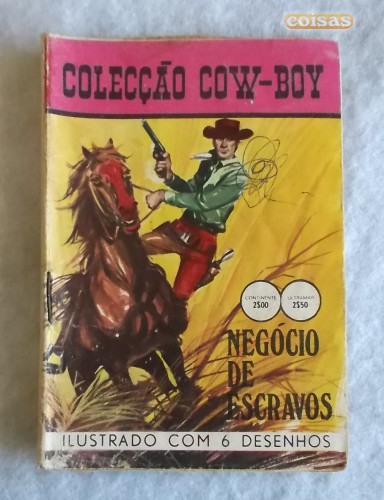 coisas
COLECÇÃO COW-BOY
CONTINENTE
2$00
ULTRAMAR
2$50
NEGÓCIO
DE
ESCRAVOS
ILUSTRADO COM 6 DESENHOS